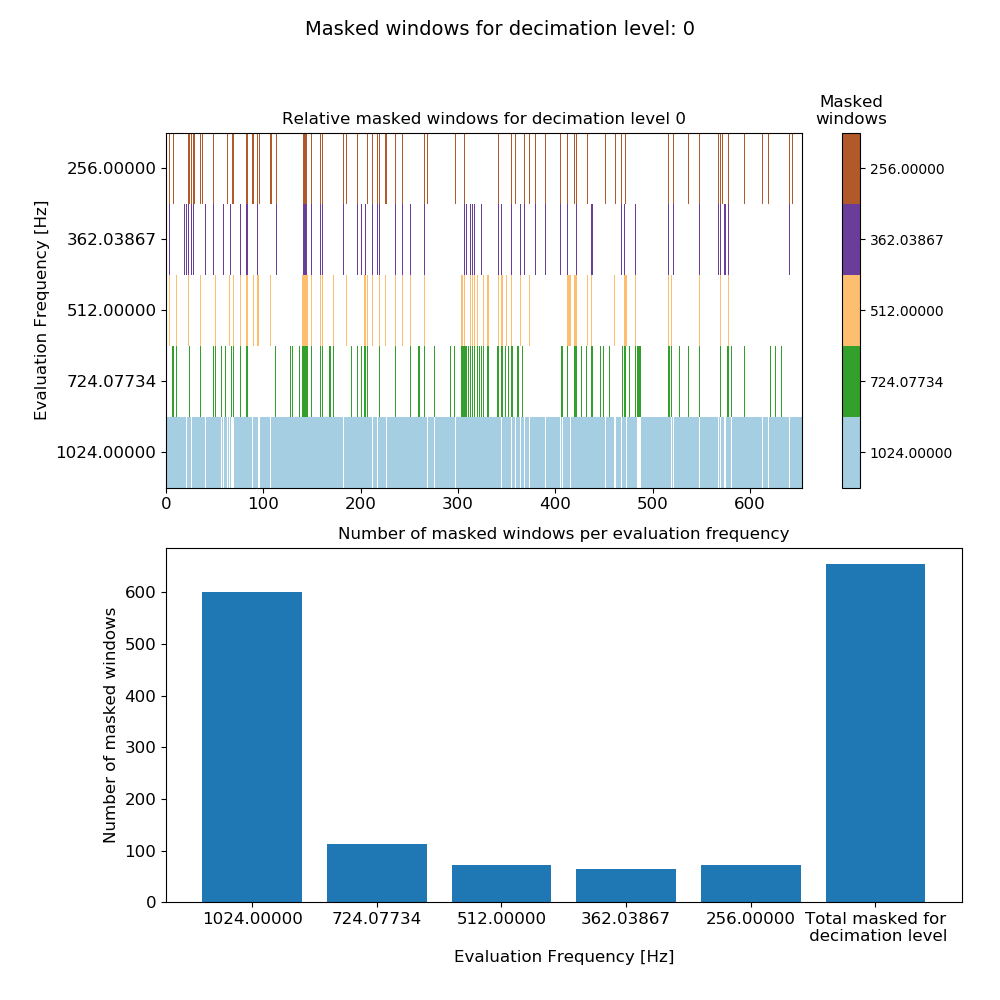 Masked windows for decimation level: 0
Masked
windows
Relative masked windows for decimation level 0
Evaluation Frequency [Hz]
256.00000
362.03867
512.00000
724.07734
1024.00000
0 100 200 300 400 500 600
256.00000
362.03867
512.00000
724.07734
1024.00000
Number of masked windows per evaluation frequency
Number of masked windows
600
500
400
300
200
100
0
1024.00000 724.07734 512.00000 362.03867 256.00000 Total masked for
decimation level
Evaluation Frequency [Hz]